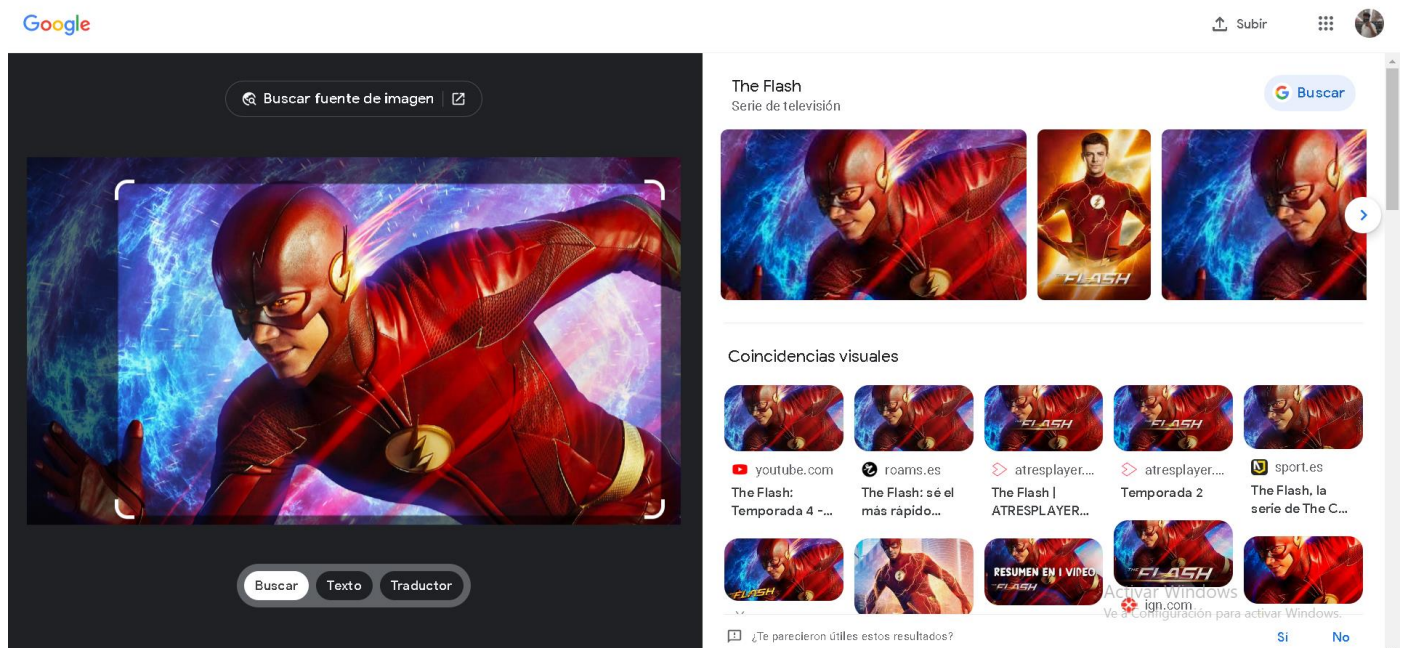 Google
Subir
Buscar fuente de imagen
The Flash
Serie de televisión
Buscar
FLASH
Coincidencias visuales
FLASH
FLASH
youtube.com
roams.es
atresplayer....
atresplayer....
sport.es
The Flash:
Temporada 4 -...
The Flash: sé el
más rápido...
The Flash |
ATRESPLAYER...
Temporada 2
The Flash, la
serie de The C...
FLASH
RESUMEN EN 1 VIDEO
FLASH
FLASH
Buscar
Texto
Traductor
ign.com
Activar Windows
Ve a Configuración para activar Windows.
¿Te parecieron útiles estos resultados?
Sí
No